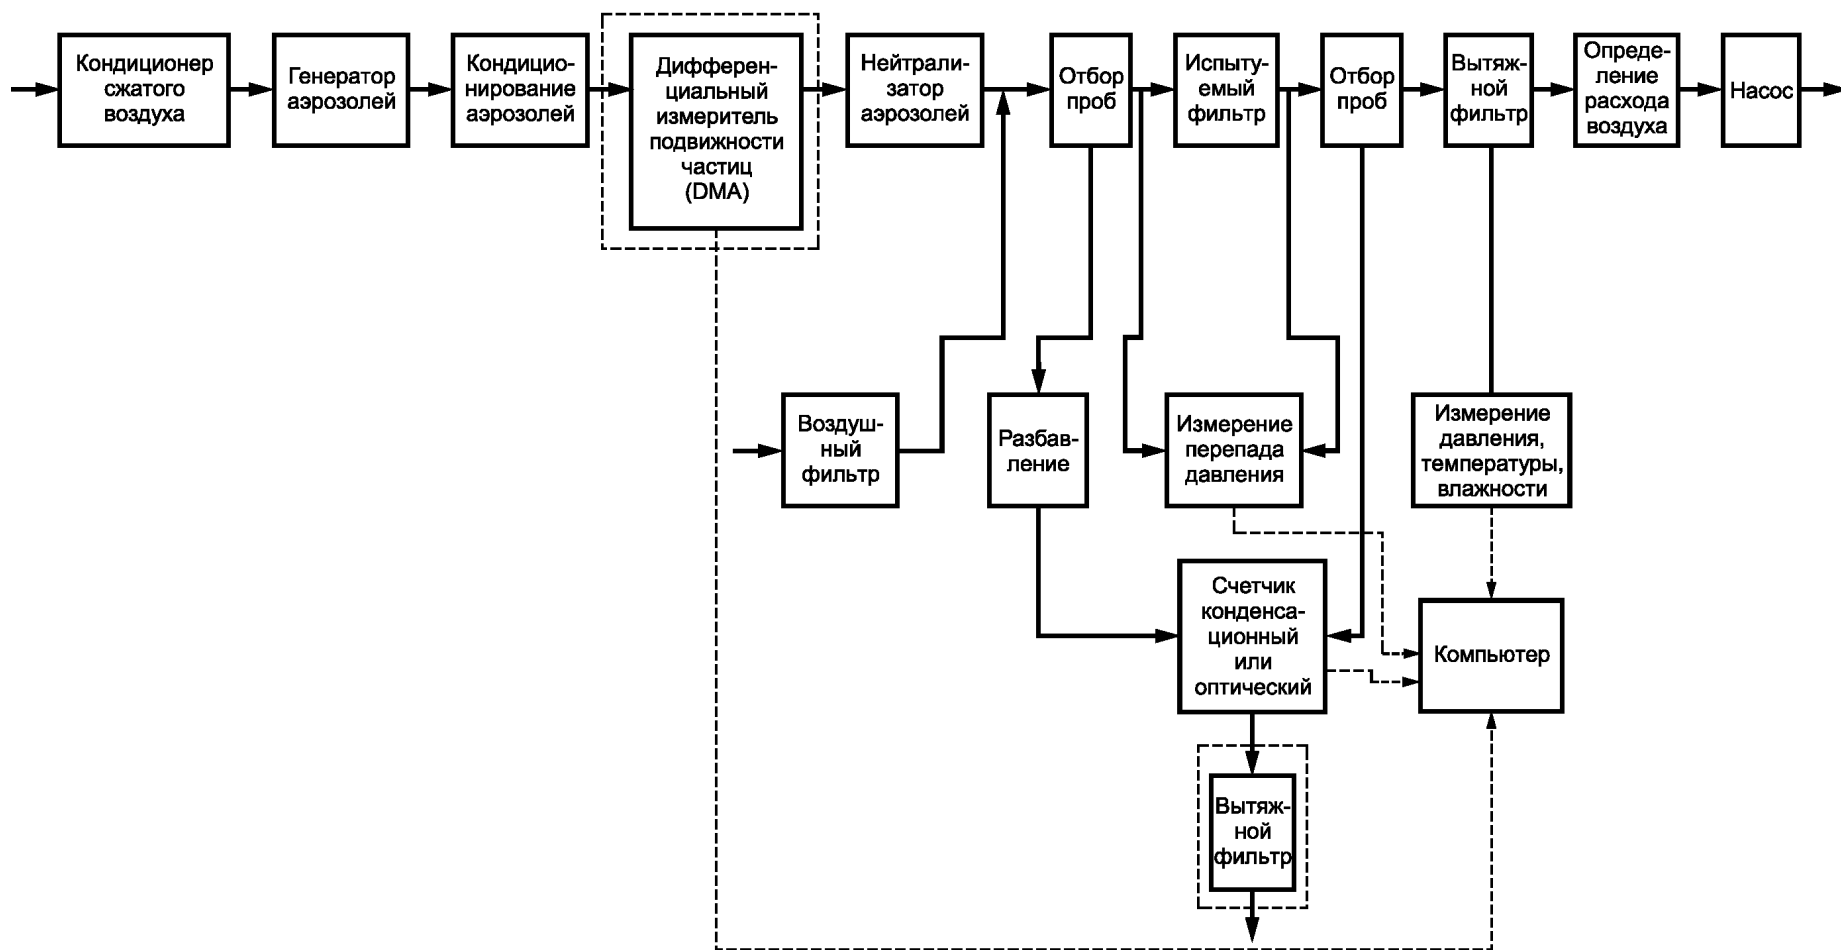 Кондиционер
сжатого
воздуха
Генератор
аэрозолей
Кондицио-
нирование
аэрозолей
Дифферен-
циальный
измеритель
подвижности
частиц
(DMA)
Нейтрали-
затор
аэрозолей
Отбор
проб
Испыту-
емый
фильтр
Отбор
проб
Вытяж-
ной
фильтр
Опреде-
ление
расхода
воздуха
Насос
Воздуш-
ный
фильтр
Разбав-
ление
Измерение
перепада
давления
Измерение
давления,
температуры,
влажности
Счетчик
конденса-
ционный
или
оптический
Компьютер
Вытяж-
ной
фильтр